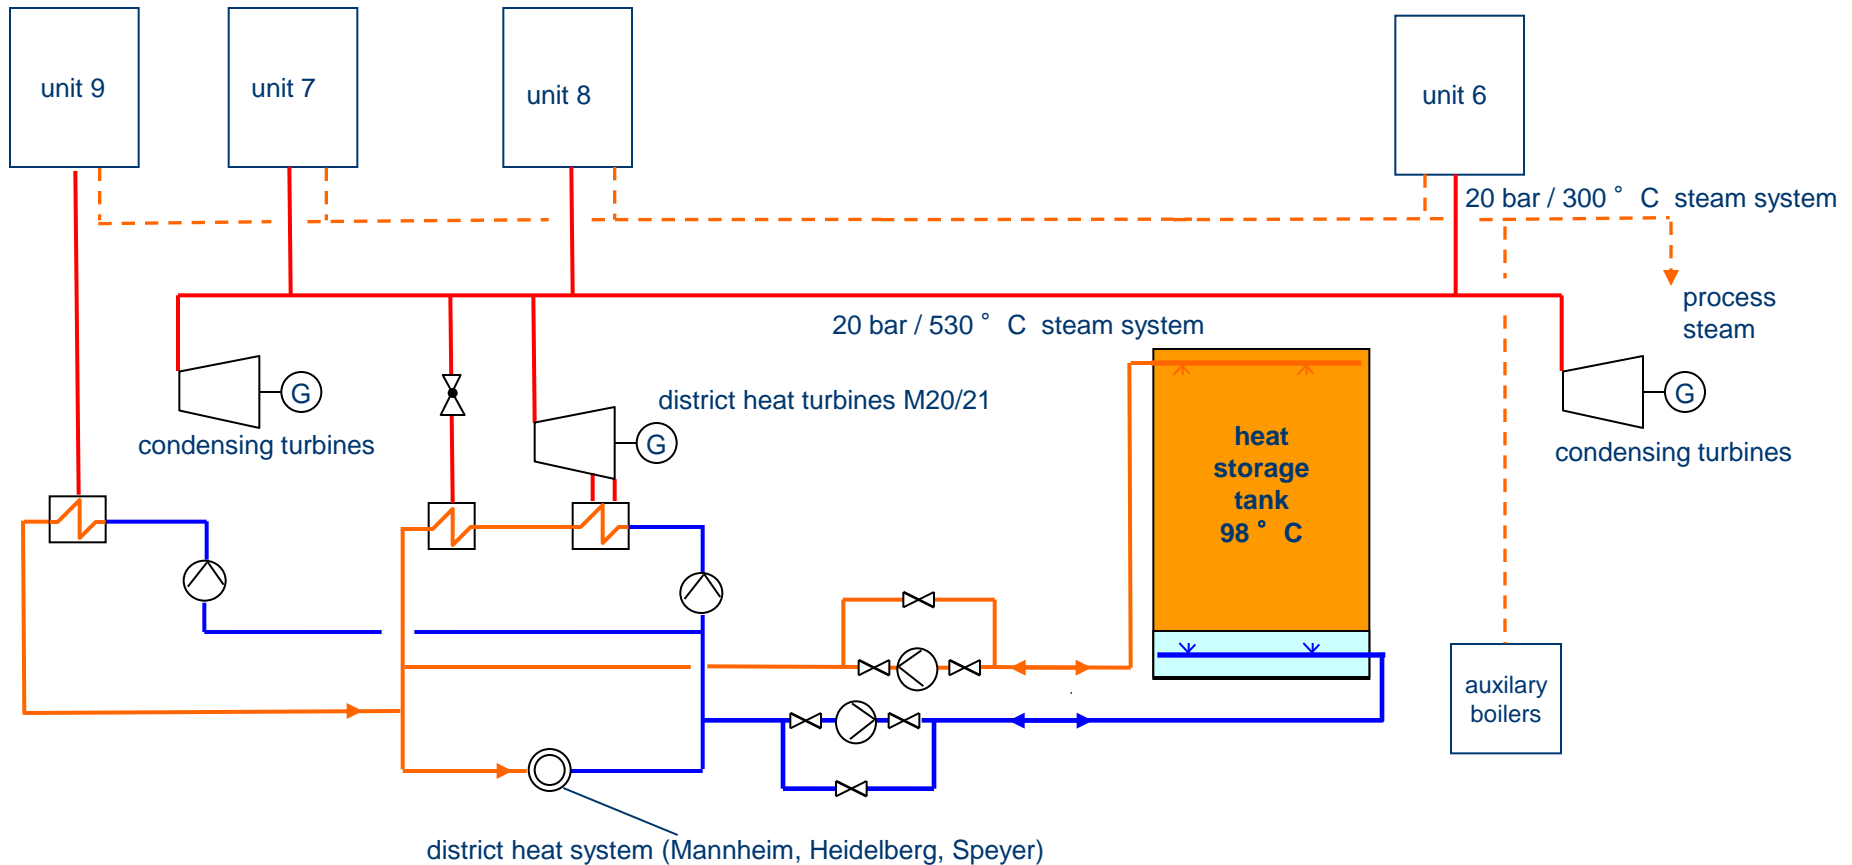 unit 9
unit 7
unit 8
unit 6
20 bar / 300 ° C steam system
process
steam
20 bar / 530 ° C steam system
G
condensing turbines
district heat turbines M20/21
G
heat
storage
tank
98 ° C
G
condensing turbines
auxilary
boilers
district heat system (Mannheim, Heidelberg, Speyer)